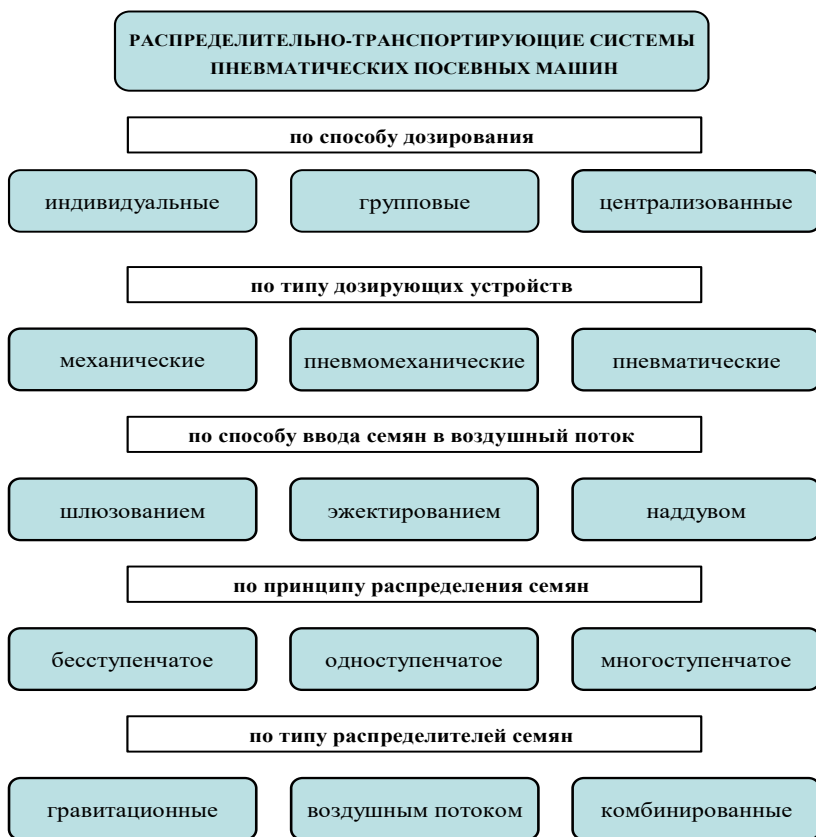 РАСПРЕДЕЛИТЕЛЬНО-ТРАНСПОРТИРУЮЩИЕ СИСТЕМЫ
ПНЕВМАТИЧЕСКИХ ПОСЕВНЫХ МАШИН
по способу дозирования
индивидуальные
групповые
централизованные
по типу дозирующих устройств
механические
пневмомеханические
пневматические
по способу ввода семян в воздушный поток
шлюзованием
эжектированием
наддувом
по принципу распределения семян
бесступенчатое
одноступенчатое
многоступенчатое
по типу распределителей семян
гравитационные
воздушным потоком
комбинированные